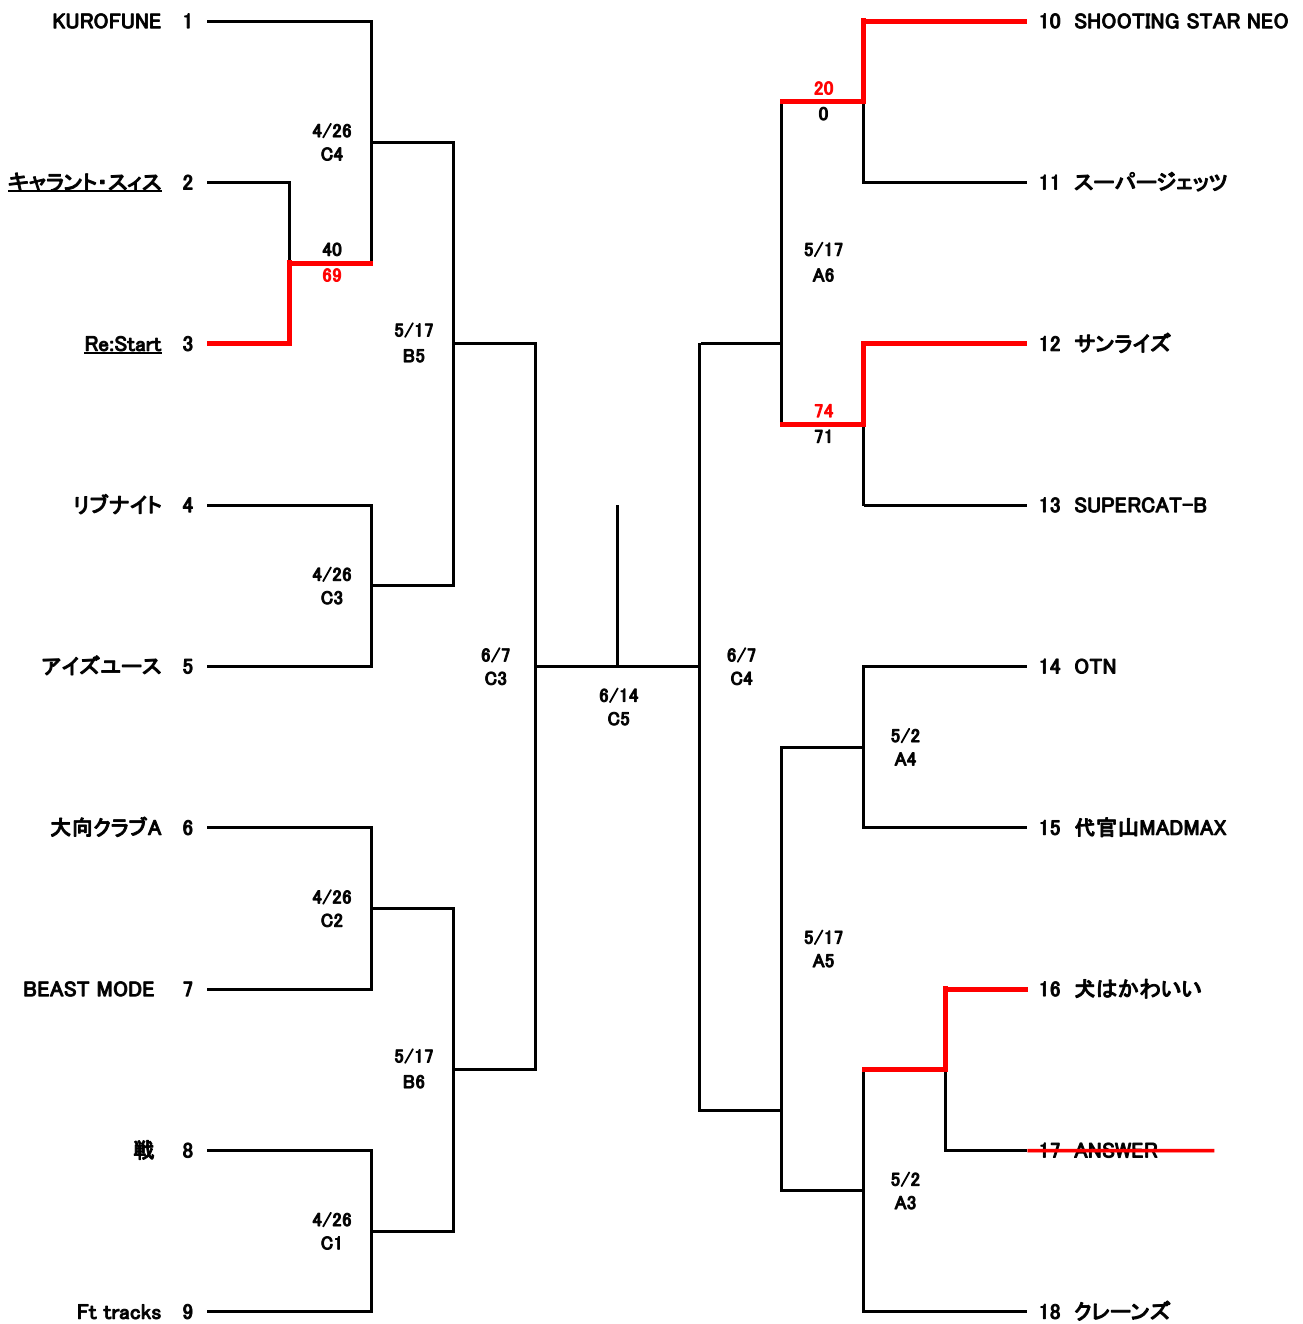 KUROFUNE 1
4/26
C4
キャラント・スィス 2
40
69
Re:Start 3
5/17
B5
リブナイト 4
4/26
C3
アイズユース 5
6/7
C3
大向クラブA 6
4/26
C2
BEAST MODE 7
5/17
B6
戦 8
4/26
C1
Ft tracks 9
6/14
C5
10 SHOOTING STAR NEO
20
0
11 スーパージェッツ
5/17
A6
12 サンライズ
74
71
13 SUPERCAT-B
6/7
C4
14 OTN
5/2
A4
15 代官山MADMAX
5/17
A5
16 犬はかわいい
17 ANSWER
5/2
A3
18 クレーンズ